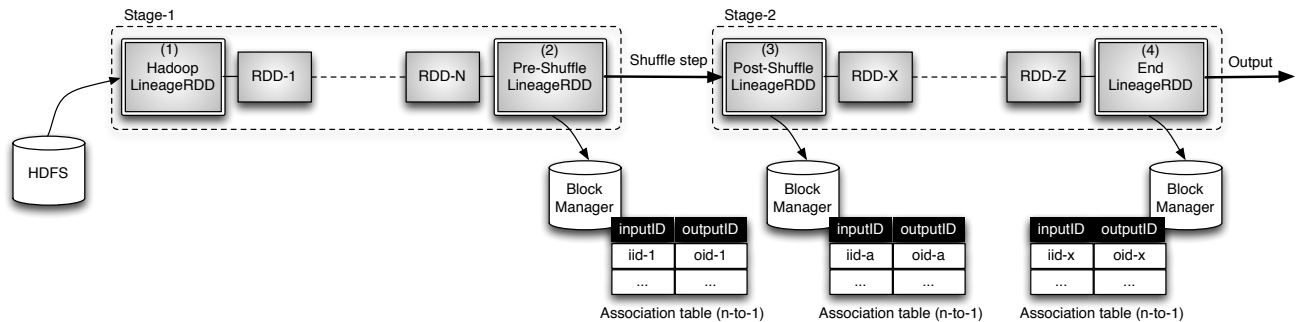 Stage-1
Stage-2
(1)
Hadoop
LineageRDD
RDD-1
RDD-N
(2)
Pre-Shuffle
LineageRDD
Shuffle step
(3)
Post-Shuffle
LineageRDD
RDD-X
RDD-Z
(4)
End
LineageRDD
Output
HDFS
Block
Manager
inputID outputID
iid-1 oid-1
... ...
Association table (n-to-1)
Block
Manager
inputID outputID
iid-a oid-a
... ...
Association table (n-to-1)
Block
Manager
inputID outputID
iid-x oid-x
... ...
Association table (n-to-1)